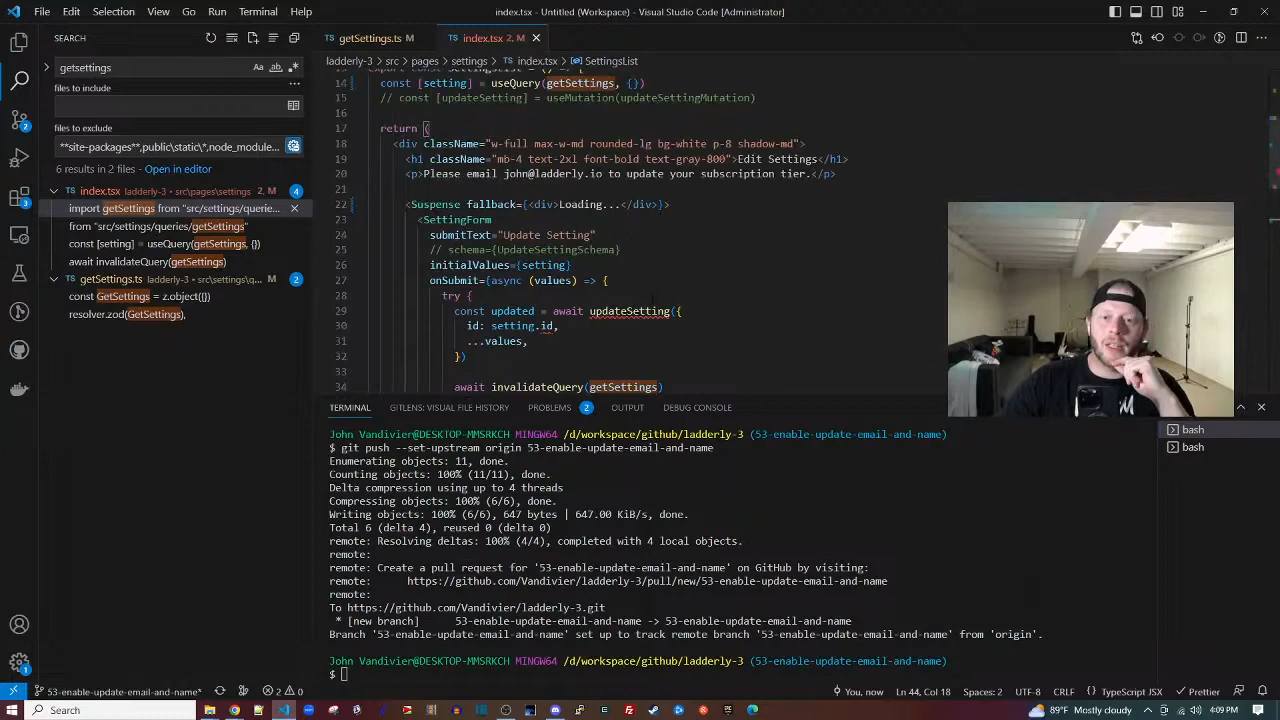 File Edit Selection View Go Run Terminal Help
index.tsx - Untitled (Workspace) - Visual Studio Code [Administrator]
SEARCH
getSettings.ts M
index.tsx 2, M
getsettings
Aa ab
files to include
files to exclude
**site-packages**,public\static\*,node_module...
6 results in 2 files - Open in editor
index.tsx ladderly-3 • src\pages\settings 2, M 4
import getSettings from "src/settings/querie...
from "src/settings/queries/getSettings"
const [setting] = useQuery(getSettings, {})
await invalidateQuery(getSettings)
getSettings.ts ladderly-3 • src\settings\q... 2
const GetSettings = z.object({})
resolver.zod(GetSettings),
ladderly-3 > src > pages > settings > index.tsx > SettingsList
14 const [setting] = useQuery(getSettings, {})
15 // const [updateSetting] = useMutation(updateSettingMutation)
16
17 return (
18 <div className="w-full max-w-md rounded-lg bg-white p-8 shadow-md">
19 <h1 className="mb-4 text-2xl font-bold text-gray-800">Edit Settings</h1>
20 <p>Please email john@ladderly.io to update your subscription tier.</p>
21
22 <Suspense fallback={<div>Loading...</div>}>
23 <SettingForm
24 submitText="Update Setting"
25 // schema={UpdateSettingSchema}
26 initialValues={setting}
27 onSubmit={async (values) => {
28 try {
29 const updated = await updateSetting({
30 id: setting.id,
31 ...values,
32 })
33
34 await invalidateQuery(getSettings)
TERMINAL GITLENS: VISUAL FILE HISTORY PROBLEMS 2 OUTPUT DEBUG CONSOLE
bash
bash
John Vandivier@DESKTOP-MMSRKCH MINGW64 /d/workspace/github/ladderly-3 (53-enable-update-email-and-name)
$ git push --set-upstream origin 53-enable-update-email-and-name
Enumerating objects: 11, done.
Counting objects: 100% (11/11), done.
Delta compression using up to 4 threads
Compressing objects: 100% (6/6), done.
Writing objects: 100% (6/6), 647 bytes | 647.00 KiB/s, done.
Total 6 (delta 4), reused 0 (delta 0)
remote: Resolving deltas: 100% (4/4), completed with 4 local objects.
remote:
remote: Create a pull request for '53-enable-update-email-and-name' on GitHub by visiting:
remote: https://github.com/Vandivier/ladderly-3/pull/new/53-enable-update-email-and-name
remote:
To https://github.com/Vandivier/ladderly-3.git
* [new branch] 53-enable-update-email-and-name -> 53-enable-update-email-and-name
Branch '53-enable-update-email-and-name' set up to track remote branch '53-enable-update-email-and-name' from 'origin'.
John Vandivier@DESKTOP-MMSRKCH MINGW64 /d/workspace/github/ladderly-3 (53-enable-update-email-and-name)
$
53-enable-update-email-and-name* 2 0 You, now Ln 44, Col 18 Spaces: 2 UTF-8 CRLF TypeScript JSX Prettier
Search 89°F Mostly cloudy 4:09 PM